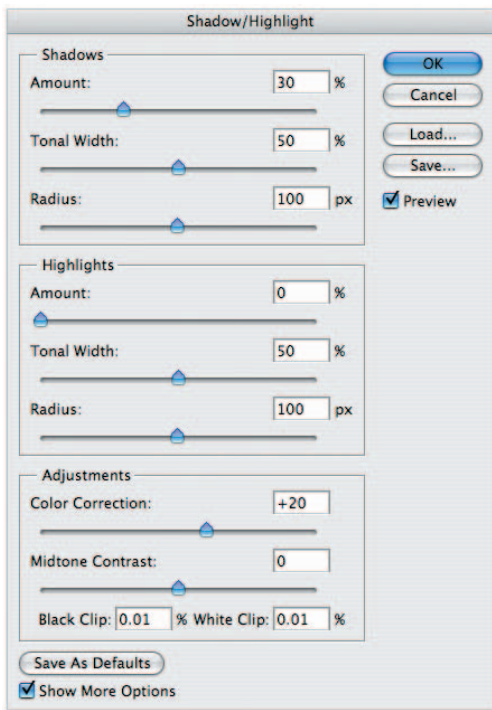 Shadow/Highlight
Shadows
Amount: 30 %
Tonal Width: 50 %
Radius: 100 px
Highlights
Amount: 0 %
Tonal Width: 50 %
Radius: 100 px
Adjustments
Color Correction: +20
Midtone Contrast: 0
Black Clip: 0.01 % White Clip: 0.01 %
Save As Defaults
Show More Options
OK
Cancel
Load...
Save...
Preview